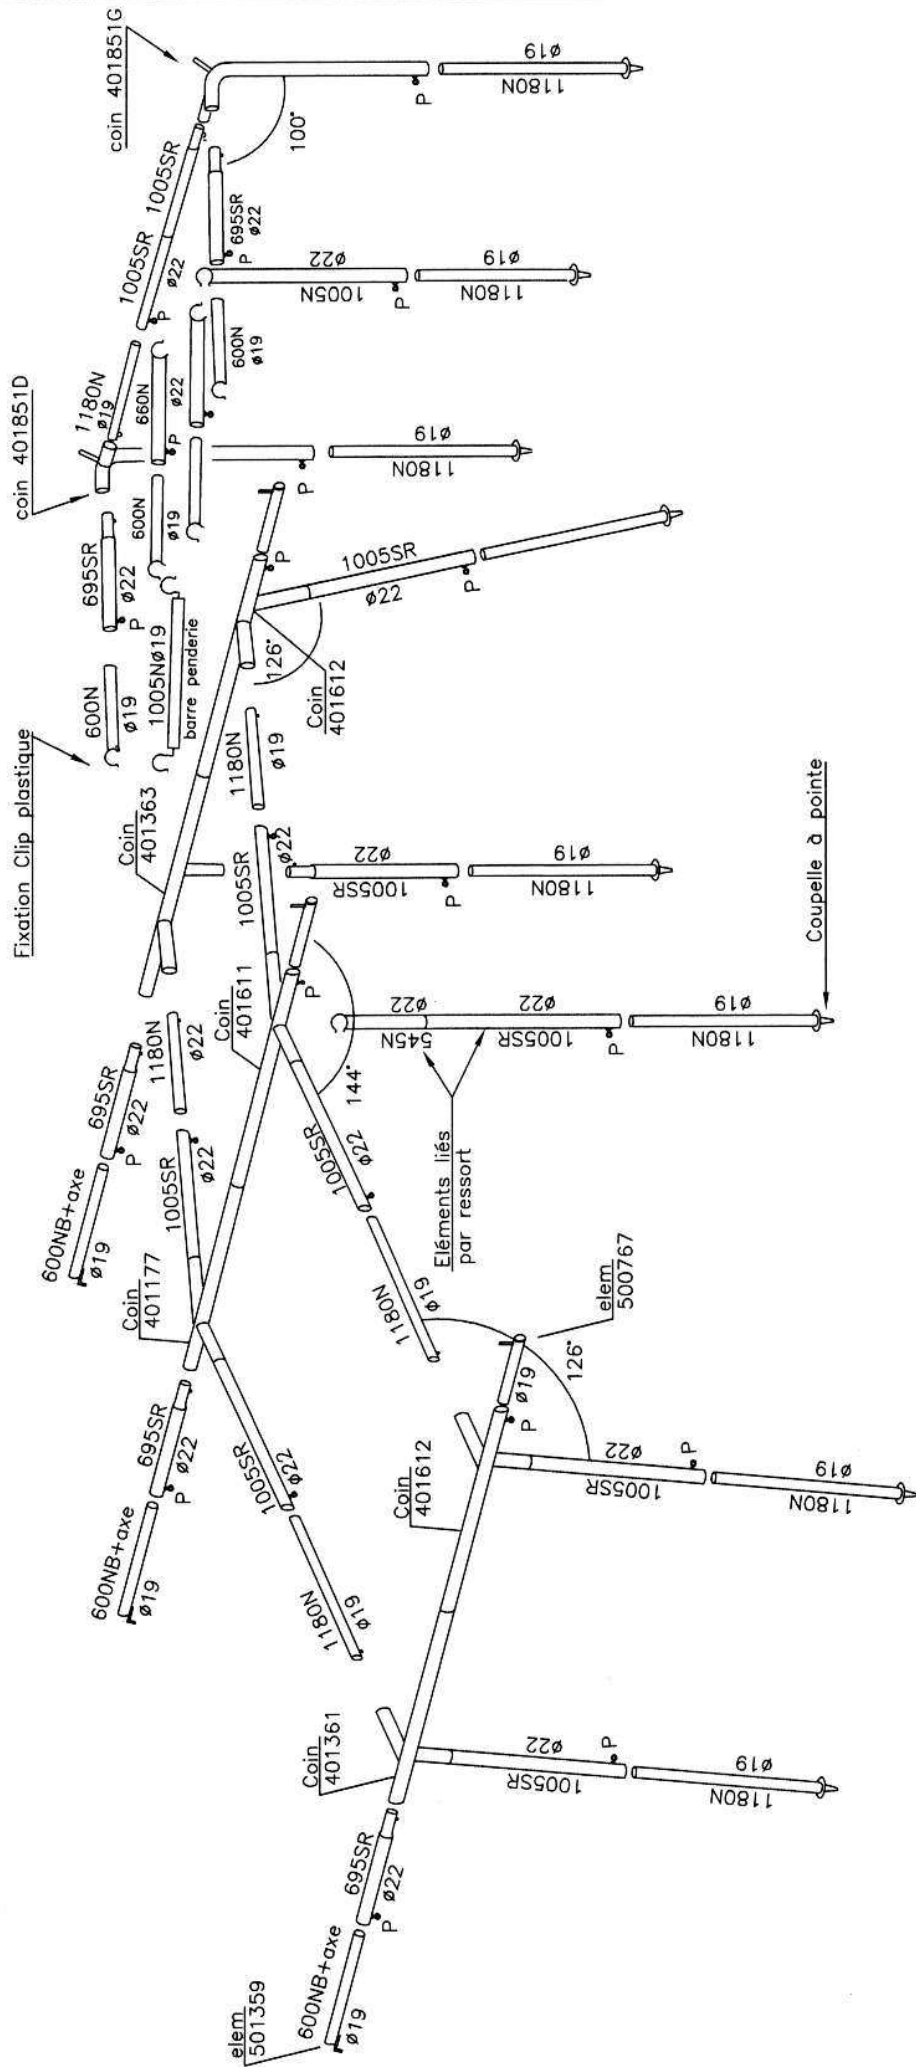 coin 401851G
Ø19
1180N
P
100°
1005SR
1005SR
Ø22
P
695SR
Ø22
P
Ø22
1005N
P
Ø19
1180N
600N
Ø19
coin 401851D
1180N
Ø19
660N
Ø22
P
600N
Ø19
P
Ø19
1180N
695SR
Ø22
P
600N
Ø19
1005NØ19
barre penderie
Fixation Clip plastique
P
1005SR
Ø22
P
126°
Coin
401612
1180N
Ø19
Coin
401363
1005SR
Ø22
Ø22
1005SR
P
Ø19
1180N
Coupelle à pointe
Coin
401611
P
144°
Ø22
545N
Ø22
1005SR
P
Ø19
1180N
Eléments liés
par ressort
1180N
Ø22
695SR
Ø22
P
600NB+axe
Ø19
1005SR
Ø22
1005SR
Ø22
1180N
Ø19
Coin
401177
695SR
Ø22
P
600NB+axe
Ø19
1005SR
Ø22
1180N
Ø19
elem
500767
126°
Ø19
P
Coin
401612
Ø22
1005SR
P
Ø19
1180N
Coin
401361
Ø22
1005SR
P
Ø19
1180N
695SR
Ø22
P
600NB+axe
Ø19
elem
501359